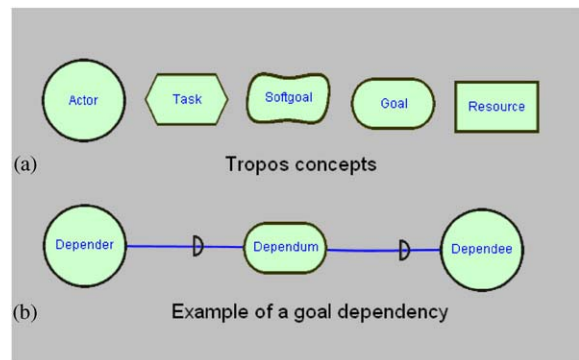 Actor Task Softgoal Goal Resource
(a) Tropos concepts
Depender Dependum Dependee
(b) Example of a goal dependency